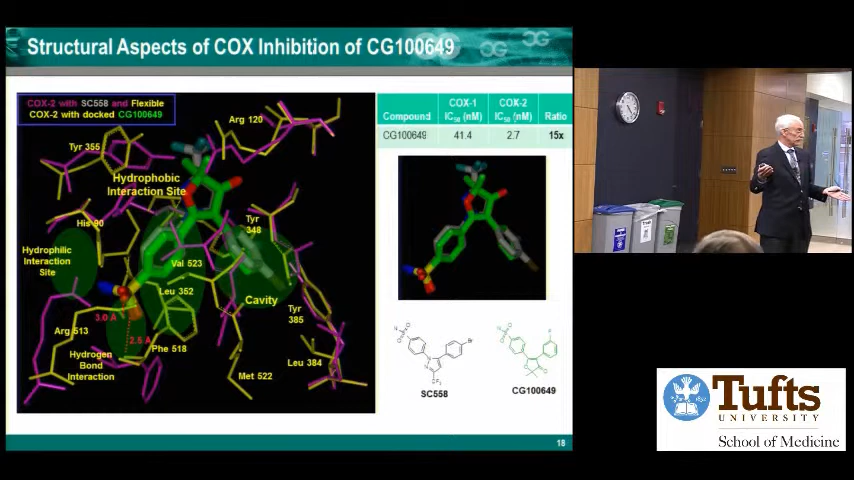 Structural Aspects of COX Inhibition of CG100649
COX-2 with SC558 and Flexible
COX-2 with docked CG100649
Arg 120
Tyr 355
Hydrophobic
Interaction Site
His 90
Tyr
348
Hydrophilic
Interaction
Site
Val 523
Leu 352
Cavity
3.0 A
Tyr
385
Arg 513
2.5 A
Phe 518
Hydrogen
Bond
Interaction
Leu 384
Met 522
Compound
COX-1
IC50 (nM)
COX-2
IC50 (nM)
Ratio
CG100649 41.4 2.7 15x
Br
CF3
SC558
CG100649
18
Tufts
UNIVERSITY
School of Medicine